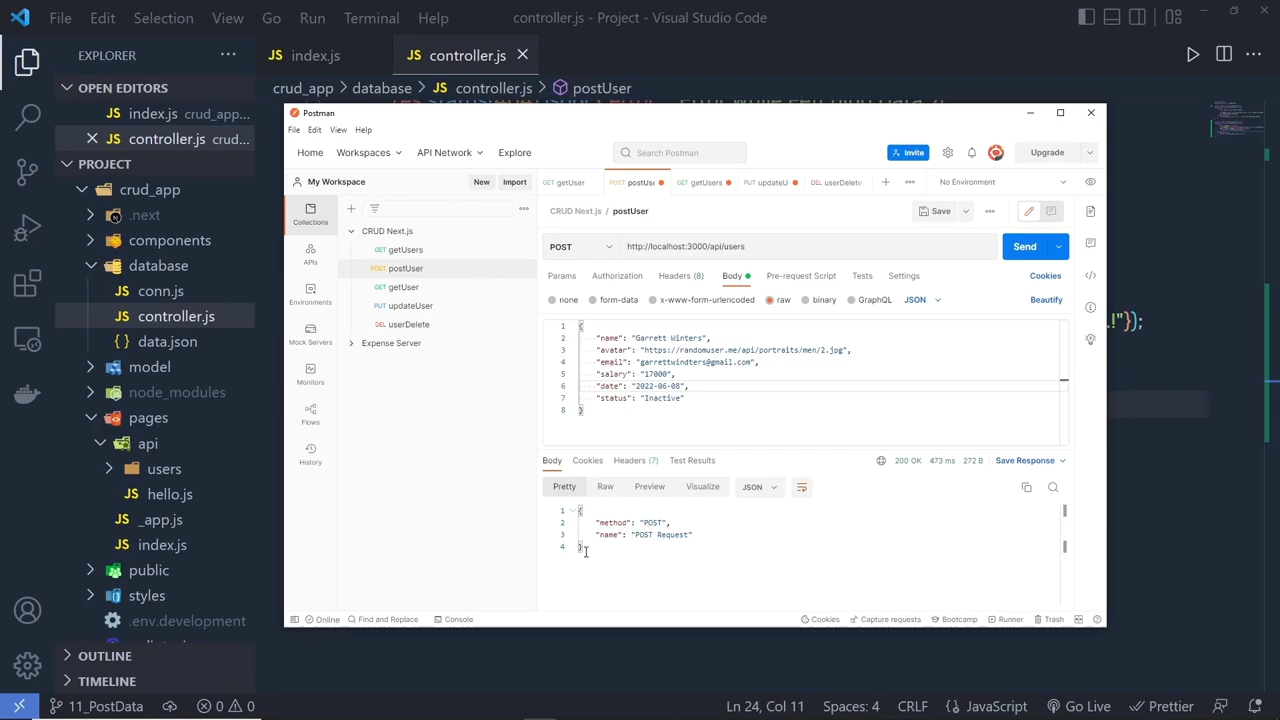 File Edit Selection View Go Run Terminal Help controller.js - Project - Visual Studio Code
EXPLORER
JS index.js
JS controller.js
OPEN EDITORS
crud_app > database > JS controller.js > postUser
JS index.js crud_app...
JS controller.js crud...
PROJECT
crud_app
.next
components
database
JS conn.js
JS controller.js
{} data.json
model
node_modules
pages
api
users
JS hello.js
JS _app.js
JS index.js
public
styles
.env.development
OUTLINE
TIMELINE
!"});
Postman
File Edit View Help
Home Workspaces API Network Explore
Search Postman
Invite
Upgrade
My Workspace
New Import
GET getUser
POST postUse
GET getUsers
PUT updateU
DEL userDelete
No Environment
Collections
APIs
Environments
Mock Servers
Monitors
Flows
History
CRUD Next.js
GET getUsers
POST postUser
GET getUser
PUT updateUser
DEL userDelete
Expense Server
CRUD Next.js / postUser
Save
POST http://localhost:3000/api/users
Send
Params Authorization Headers (8) Body Pre-request Script Tests Settings Cookies
none form-data x-www-form-urlencoded raw binary GraphQL JSON Beautify
1 {
2 "name": "Garrett Winters",
3 "avatar": "https://randomuser.me/api/portraits/men/2.jpg",
4 "email": "garrettwindters@gmail.com",
5 "salary": "17000",
6 "date": "2022-06-08",
7 "status": "Inactive"
8 }
Body Cookies Headers (7) Test Results 200 OK 473 ms 272 B Save Response
Pretty Raw Preview Visualize JSON
1 {
2 "method": "POST",
3 "name": "POST Request"
4 }
Online Find and Replace Console Cookies Capture requests Bootcamp Runner Trash
11_PostData 0 0 Ln 24, Col 11 Spaces: 4 CRLF {} JavaScript Go Live Prettier